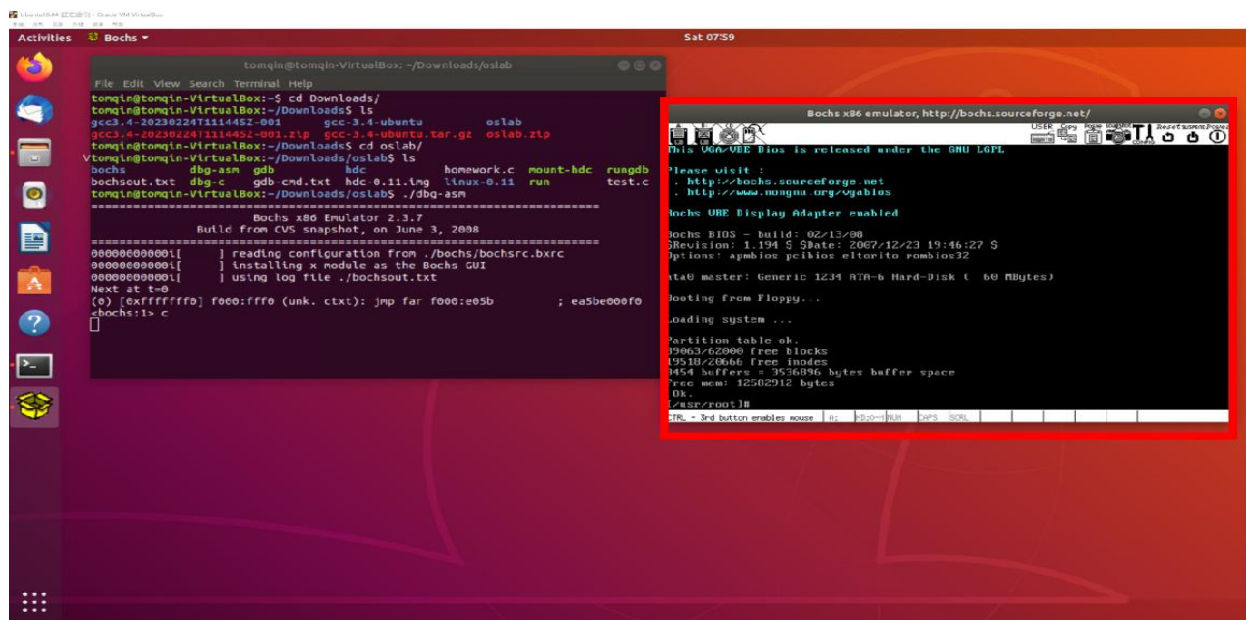 Activities Bochs Sat 07:59
tomqin@tomqin-VirtualBox: ~/Downloads/oslab
File Edit View Search Terminal Help
tomqin@tomqin-VirtualBox:~$ cd Downloads/
tomqin@tomqin-VirtualBox:~/Downloads$ ls
gcc3.4-20230224T111445Z-001 gcc-3.4-ubuntu oslab
gcc3.4-20230224T111445Z-001.zip gcc-3.4-ubuntu.tar.gz oslab.zip
tomqin@tomqin-VirtualBox:~/Downloads$ cd oslab/
tomqin@tomqin-VirtualBox:~/Downloads/oslab$ ls
bochs dbg-asm gdb hdc homework.c mount-hdc rungdb
bochsout.txt dbg-c gdb-cmd.txt hdc-0.11.img linux-0.11 run test.c
tomqin@tomqin-VirtualBox:~/Downloads/oslab$ ./dbg-asm
========================================================================
Bochs x86 Emulator 2.3.7
Build from CVS snapshot, on June 3, 2008
========================================================================
00000000000i[ ] reading configuration from ./bochs/bochsrc.bxrc
00000000000i[ ] installing x module as the Bochs GUI
00000000000i[ ] using log file ./bochsout.txt
Next at t=0
(0) [0xfffffff0] f000:fff0 (unk. ctxt): jmp far f000:e05b ; ea5be000f0
<bochs:1> c
Bochs x86 emulator, http://bochs.sourceforge.net/
USER Copy Reset suspend Power
CONFIG
This VGA/VBE Bios is released under the GNU LGPL
Please visit :
. http://bochs.sourceforge.net
. http://www.nongnu.org/vgabios
Bochs VBE Display Adapter enabled
Bochs BIOS - build: 02/13/08
$Revision: 1.194 $ $Date: 2007/12/23 19:46:27 $
Options: apmbios pcibios eltorito rombios32
ata0 master: Generic 1234 ATA-6 Hard-Disk ( 60 MBytes)
Booting from Floppy...
Loading system ...
Partition table ok.
39063/62000 free blocks
19518/20666 free inodes
3454 buffers = 3536896 bytes buffer space
Free mem: 12582912 bytes
Ok.
[/usr/root]#
CTRL + 3rd button enables mouse A: HD:0-M NUM CAPS SCRL